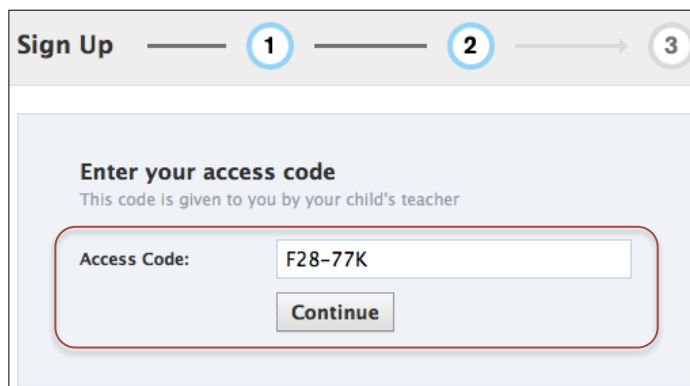 Sign Up 1 2 3
Enter your access code
This code is given to you by your child's teacher
Access Code: F28-77K
Continue